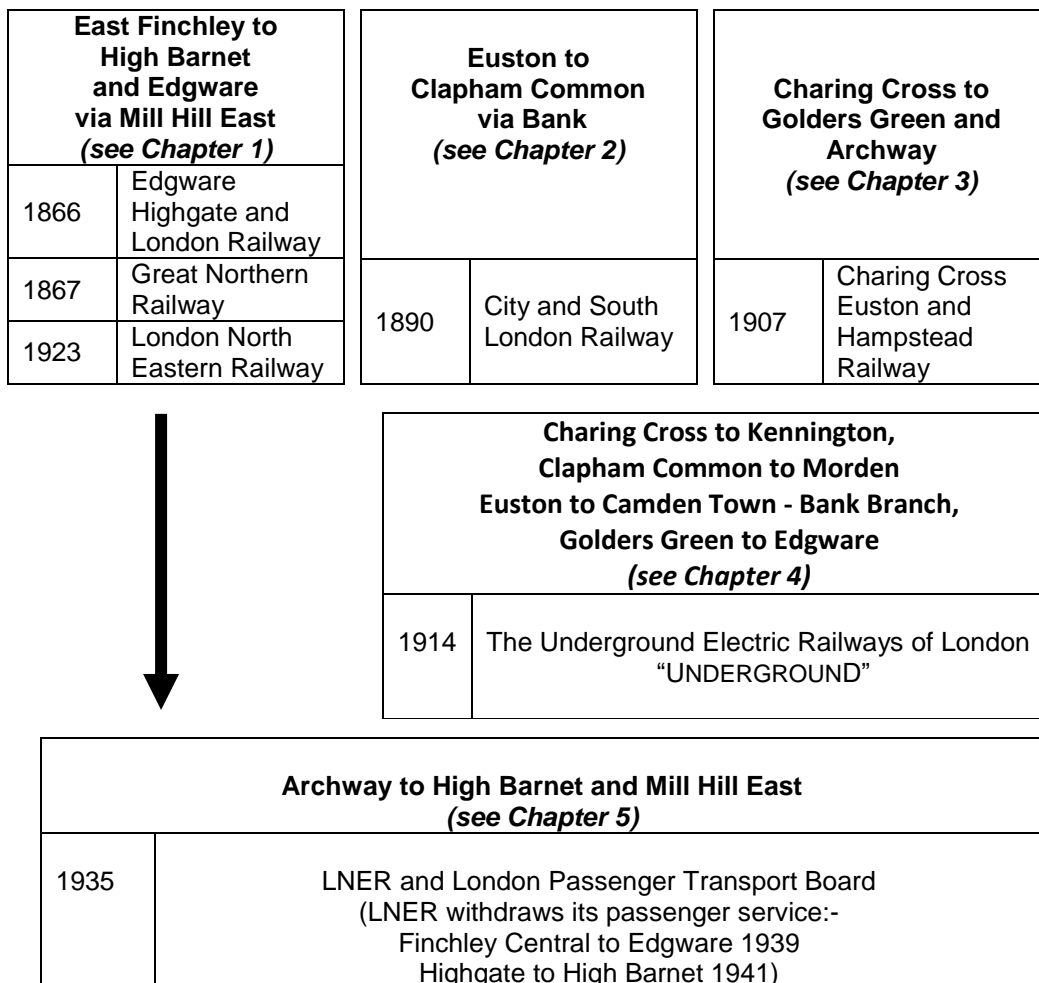 East Finchley to
High Barnet
and Edgware
via Mill Hill East
(see Chapter 1)
1866
Edgware
Highgate and
London Railway
1867
Great Northern
Railway
1923
London North
Eastern Railway
Euston to
Clapham Common
via Bank
(see Chapter 2)
1890
City and South
London Railway
Charing Cross to
Golders Green and
Archway
(see Chapter 3)
1907
Charing Cross
Euston and
Hampstead
Railway
Charing Cross to Kennington,
Clapham Common to Morden
Euston to Camden Town - Bank Branch,
Golders Green to Edgware
(see Chapter 4)
1914
The Underground Electric Railways of London
“UNDERGROUND”
Archway to High Barnet and Mill Hill East
(see Chapter 5)
1935
LNER and London Passenger Transport Board
(LNER withdraws its passenger service:-
Finchley Central to Edgware 1939
Highgate to High Barnet 1941)